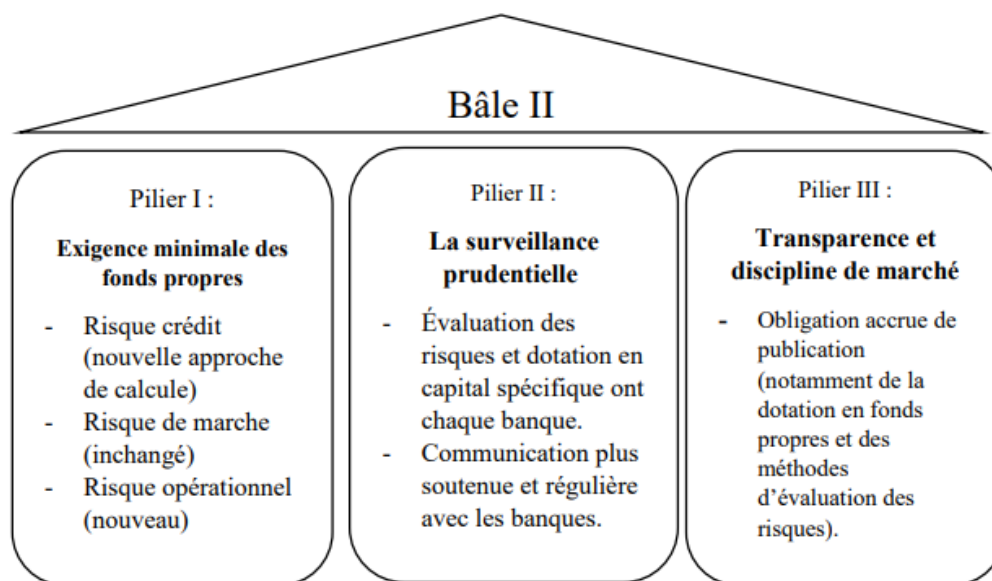 Bâle II
Pilier I :
Exigence minimale des
fonds propres
- Risque crédit
(nouvelle approche
de calcule)
- Risque de marche
(inchangé)
- Risque opérationnel
(nouveau)
Pilier II :
La surveillance
prudentielle
- Évaluation des
risques et dotation en
capital spécifique ont
chaque banque.
- Communication plus
soutenue et régulière
avec les banques.
Pilier III :
Transparence et
discipline de marché
- Obligation accrue de
publication
(notamment de la
dotation en fonds
propres et des
méthodes
d’évaluation des
risques).